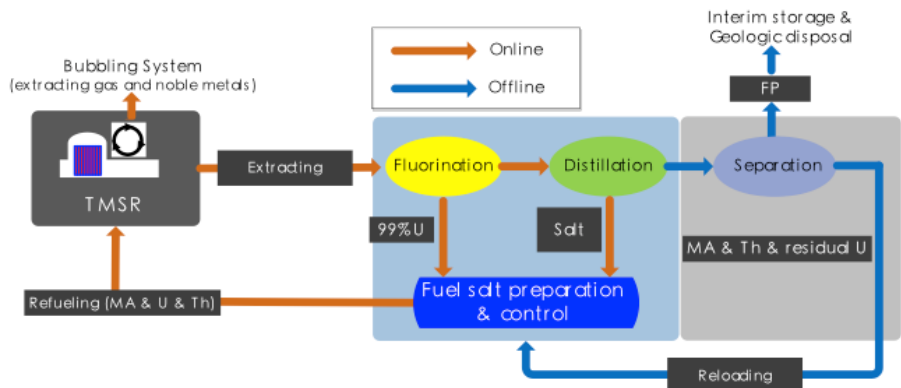 Interim storage &
Geologic disposal
Online
Offline
Bubbling System
(extracting gas and noble metals)
FP
TMSR
Extracting
Fluorination
Distillation
Separation
99%U
Salt
MA & Th & residual U
Fuel salt preparation
& control
Refueling (MA & U & Th)
Reloading